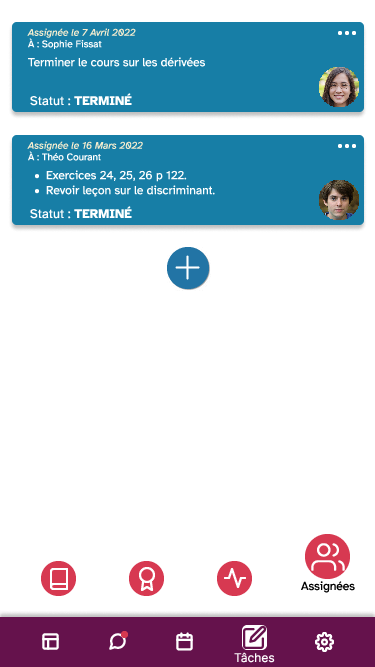 Assignée le 7 Avril 2022
À : Sophie Fissat
Terminer le cours sur les dérivées
Statut : TERMINÉ
Assignée le 16 Mars 2022
À : Théo Courant
• Exercices 24, 25, 26 p 122.
• Revoir leçon sur le discriminant.
Statut : TERMINÉ
Assignées
Tâches